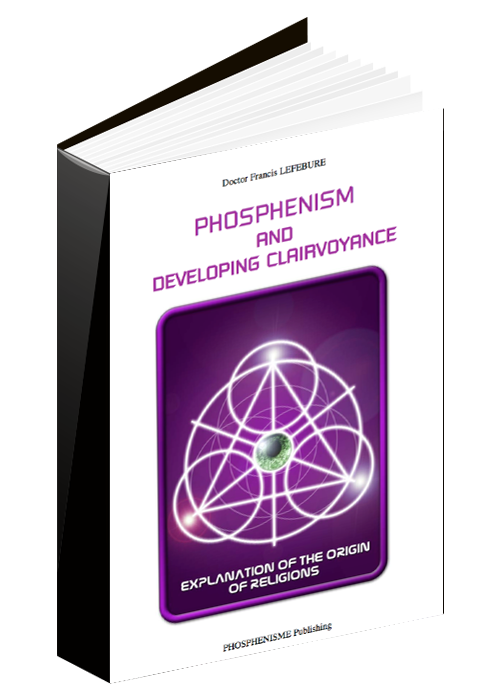 Doctor Francis LEFEBURE
PHOSPHENISM
AND
DEVELOPING CLAIRVOYANCE
EXPLANATION OF THE ORIGIN
OF RELIGIONS
PHOSPHENISME Publishing